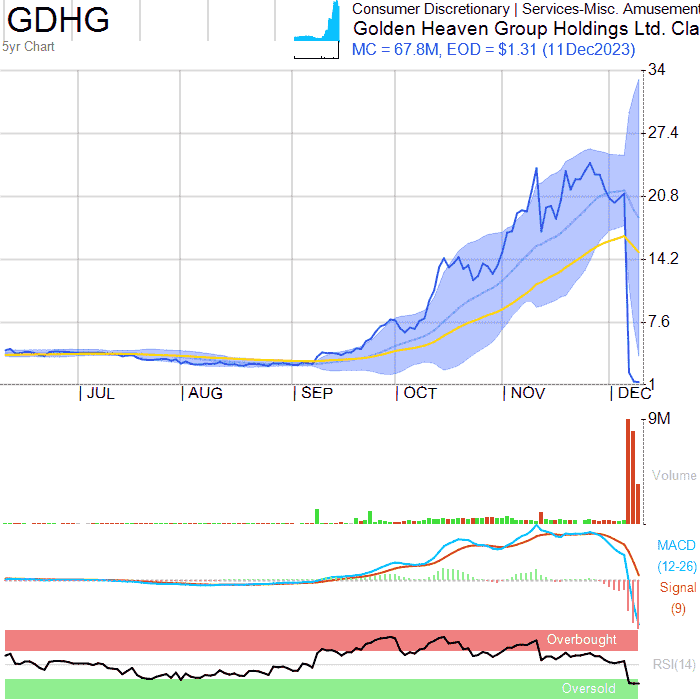 GDHG
5yr Chart
Consumer Discretionary | Services-Misc. Amusement
Golden Heaven Group Holdings Ltd. Cla
MC = 67.8M, EOD = $1.31 (11Dec2023)
34
27.4
20.8
14.2
7.6
1
JUL AUG SEP OCT NOV DEC
9M
Volume
MACD
(12-26)
Signal
(9)
Overbought
RSI(14)
Oversold